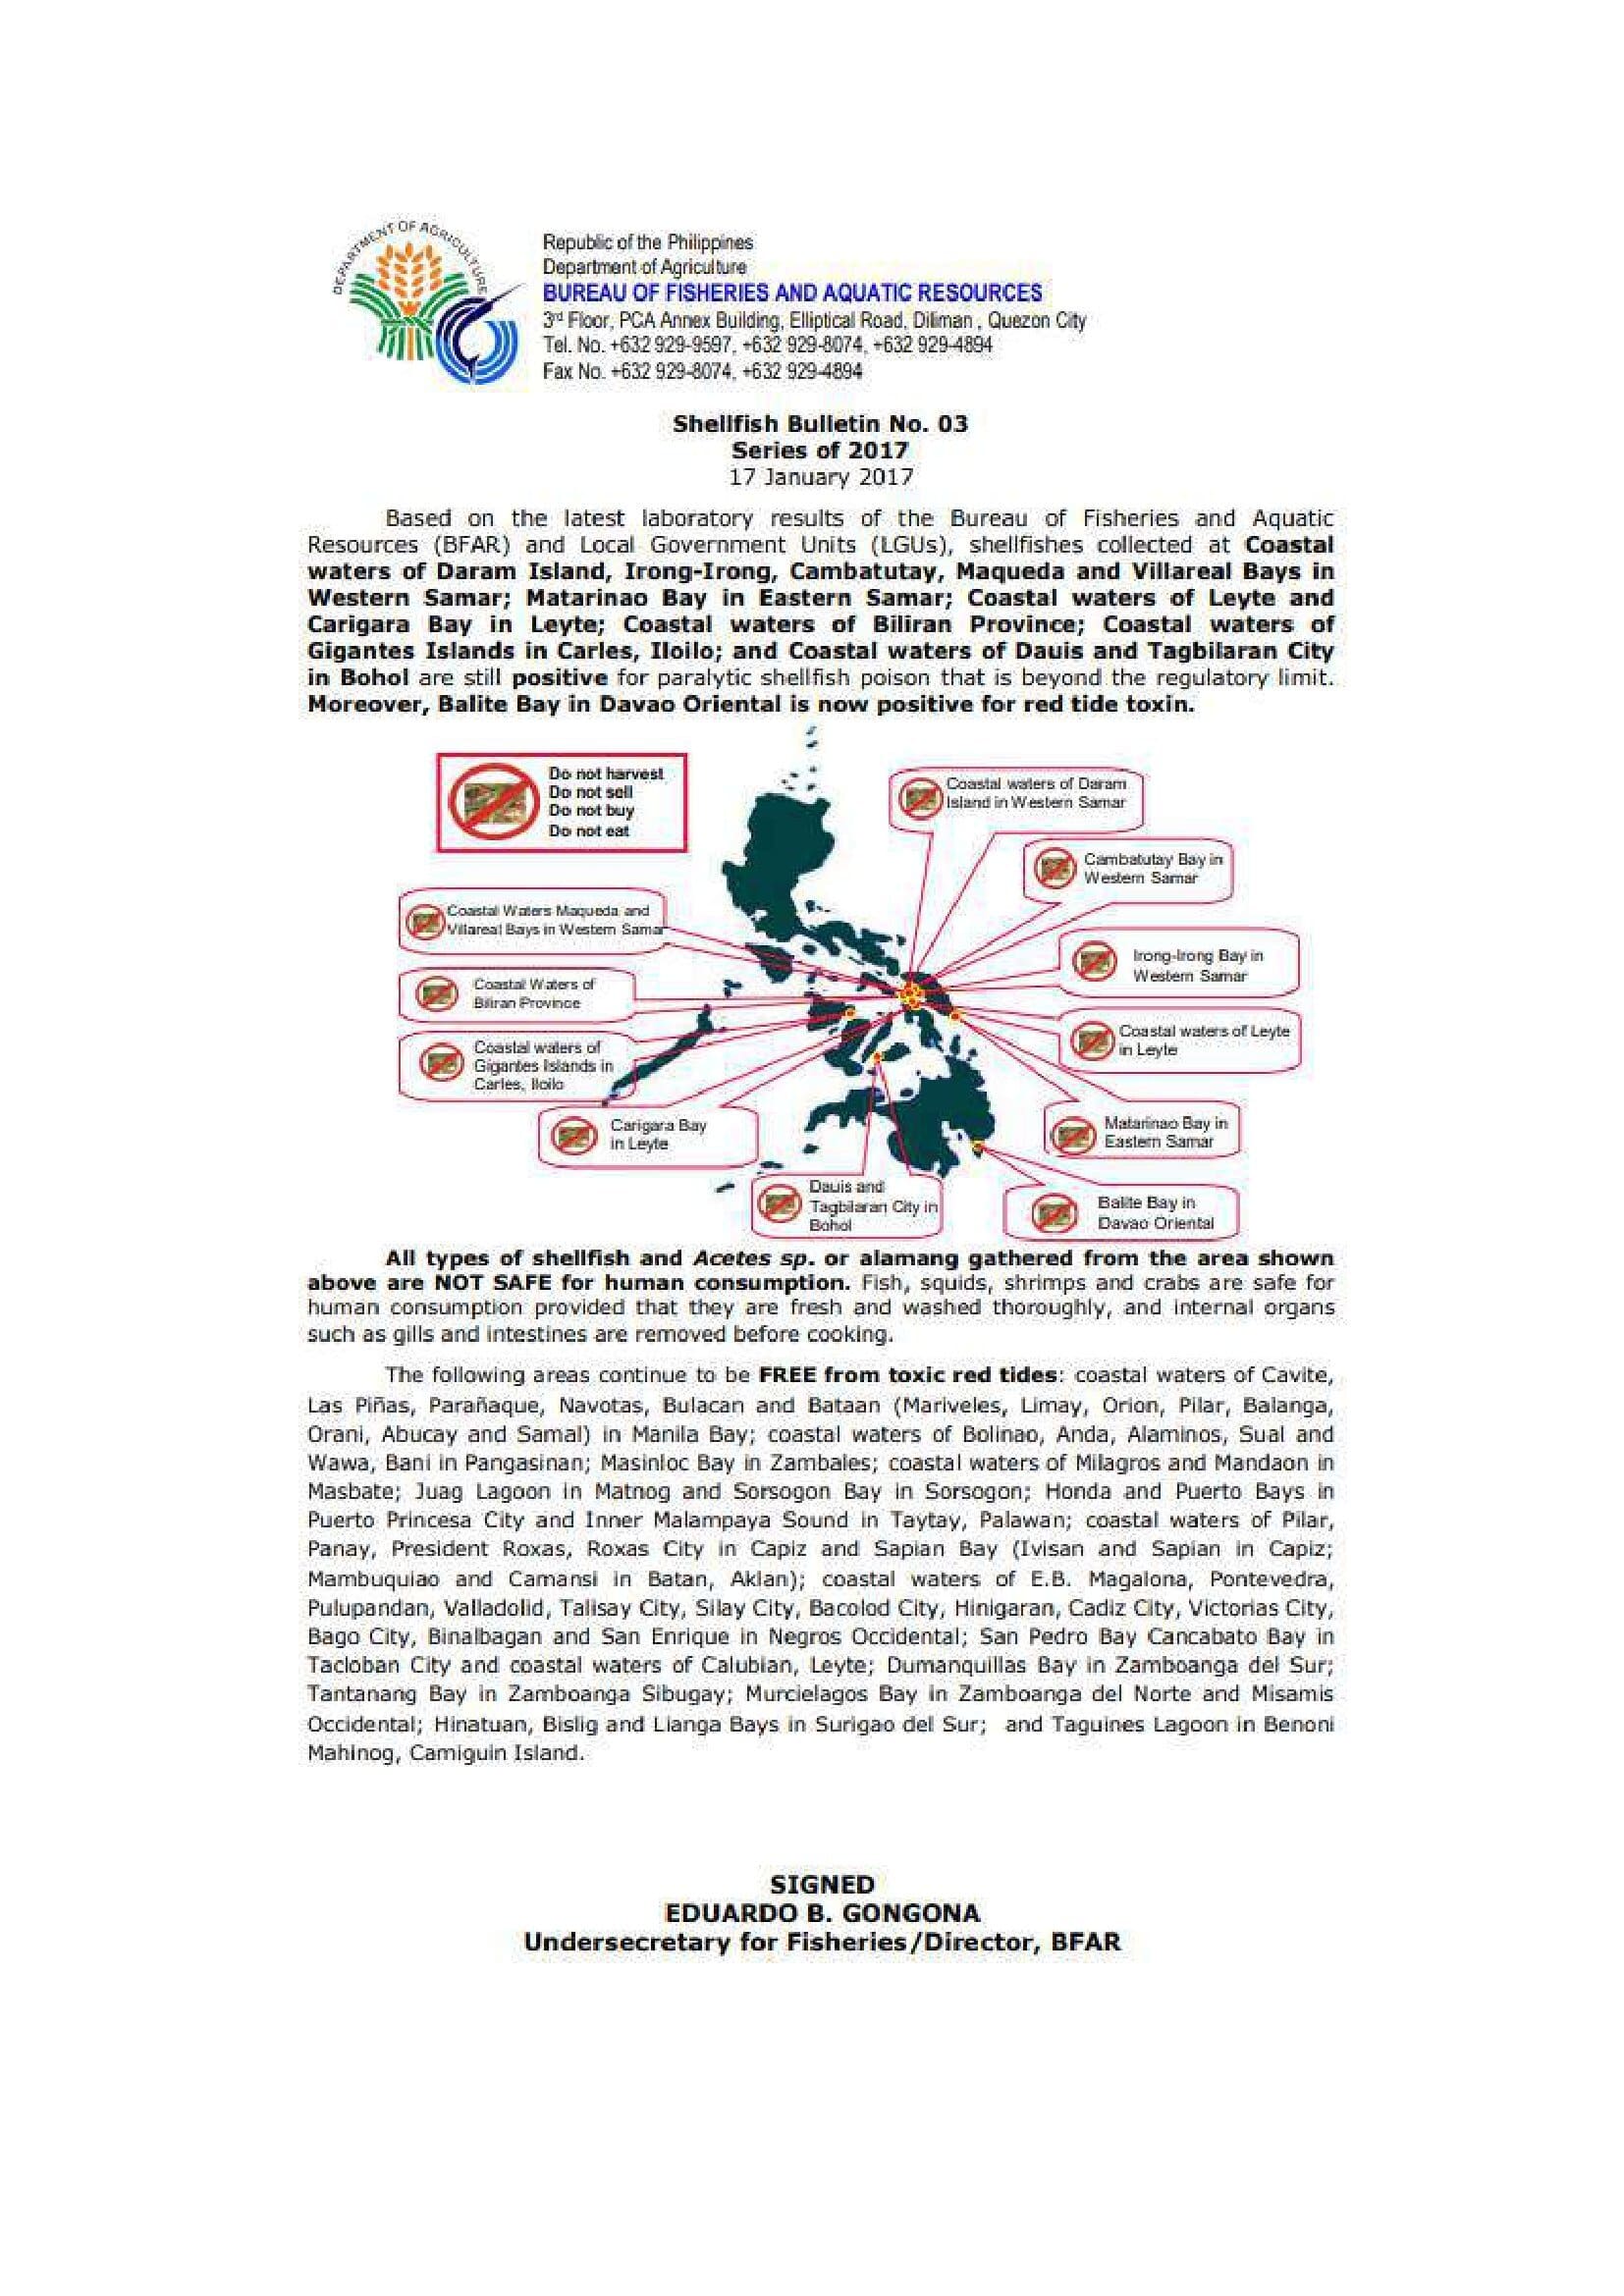 DEPARTMENT OF AGRICULTURE
Republic of the Philippines
Department of Agriculture
BUREAU OF FISHERIES AND AQUATIC RESOURCES
3rd Floor, PCA Annex Building, Elliptical Road, Diliman , Quezon City
Tel. No. +632 929-9597, +632 929-8074, +632 929-4894
Fax No. +632 929-8074, +632 929-4894
Shellfish Bulletin No. 03
Series of 2017
17 January 2017
Based on the latest laboratory results of the Bureau of Fisheries and Aquatic
Resources (BFAR) and Local Government Units (LGUs), shellfishes collected at Coastal
waters of Daram Island, Irong-Irong, Cambatutay, Maqueda and Villareal Bays in
Western Samar; Matarinao Bay in Eastern Samar; Coastal waters of Leyte and
Carigara Bay in Leyte; Coastal waters of Biliran Province; Coastal waters of
Gigantes Islands in Carles, Iloilo; and Coastal waters of Dauis and Tagbilaran City
in Bohol are still positive for paralytic shellfish poison that is beyond the regulatory limit.
Moreover, Balite Bay in Davao Oriental is now positive for red tide toxin.
Do not harvest
Do not sell
Do not buy
Do not eat
Coastal waters of Daram
Island in Western Samar
Cambatutay Bay in
Western Samar
Coastal Waters Maqueda and
Villareal Bays in Western Samar
Irong-Irong Bay in
Western Samar
Coastal Waters of
Biliran Province
Coastal waters of Leyte
in Leyte
Coastal waters of
Gigantes Islands in
Carles, Iloilo
Carigara Bay
in Leyte
Matarinao Bay in
Eastern Samar
Dauis and
Tagbilaran City in
Bohol
Balite Bay in
Davao Oriental
All types of shellfish and Acetes sp. or alamang gathered from the area shown
above are NOT SAFE for human consumption. Fish, squids, shrimps and crabs are safe for
human consumption provided that they are fresh and washed thoroughly, and internal organs
such as gills and intestines are removed before cooking.
The following areas continue to be FREE from toxic red tides: coastal waters of Cavite,
Las Piñas, Parañaque, Navotas, Bulacan and Bataan (Mariveles, Limay, Orion, Pilar, Balanga,
Orani, Abucay and Samal) in Manila Bay; coastal waters of Bolinao, Anda, Alaminos, Sual and
Wawa, Bani in Pangasinan; Masinloc Bay in Zambales; coastal waters of Milagros and Mandaon in
Masbate; Juag Lagoon in Matnog and Sorsogon Bay in Sorsogon; Honda and Puerto Bays in
Puerto Princesa City and Inner Malampaya Sound in Taytay, Palawan; coastal waters of Pilar,
Panay, President Roxas, Roxas City in Capiz and Sapian Bay (Ivisan and Sapian in Capiz;
Mambuquiao and Camansi in Batan, Aklan); coastal waters of E.B. Magalona, Pontevedra,
Pulupandan, Valladolid, Talisay City, Silay City, Bacolod City, Hinigaran, Cadiz City, Victorias City,
Bago City, Binalbagan and San Enrique in Negros Occidental; San Pedro Bay Cancabato Bay in
Tacloban City and coastal waters of Calubian, Leyte; Dumanquillas Bay in Zamboanga del Sur;
Tantanang Bay in Zamboanga Sibugay; Murcielagos Bay in Zamboanga del Norte and Misamis
Occidental; Hinatuan, Bislig and Lianga Bays in Surigao del Sur; and Taguines Lagoon in Benoni
Mahinog, Camiguin Island.
SIGNED
EDUARDO B. GONGONA
Undersecretary for Fisheries/Director, BFAR